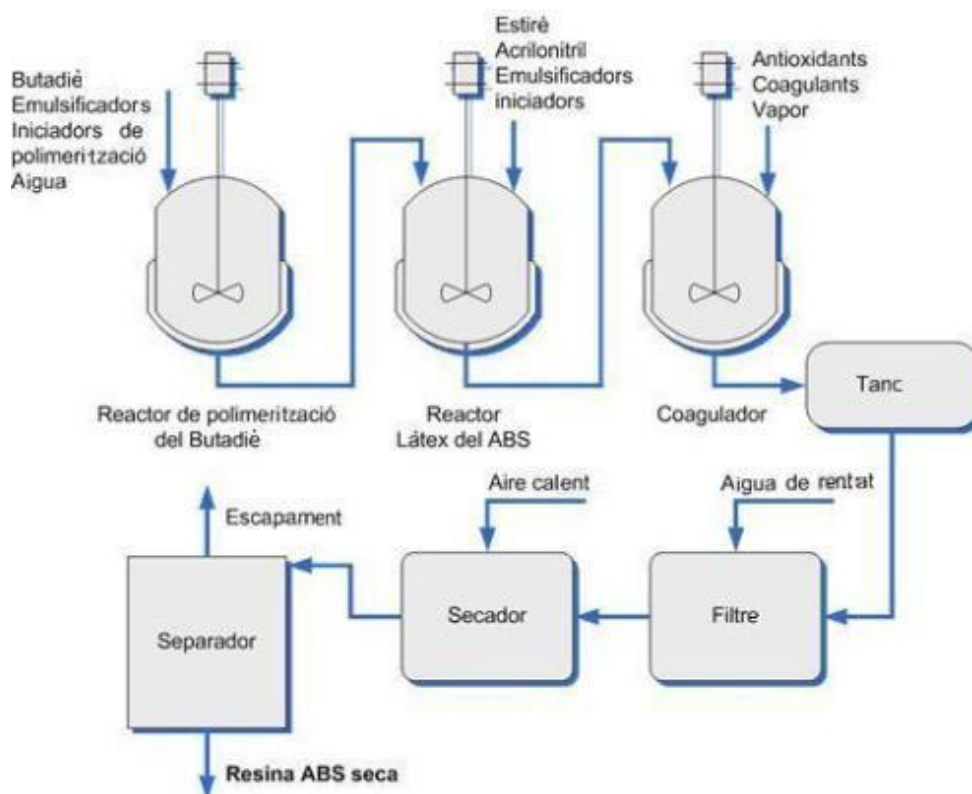 Butadiè
Emulsificadors
Iniciadors de
polimerització
Aigua
Estirè
Acrilonitril
Emulsificadors
iniciadors
Antioxidants
Coagulants
Vapor
Reactor de polimerització
del Butadiè
Reactor
Látex del ABS
Coagulador
Tanc
Escapament
Aire calent
Aigua de rentat
Separador
Secador
Filtre
Resina ABS seca